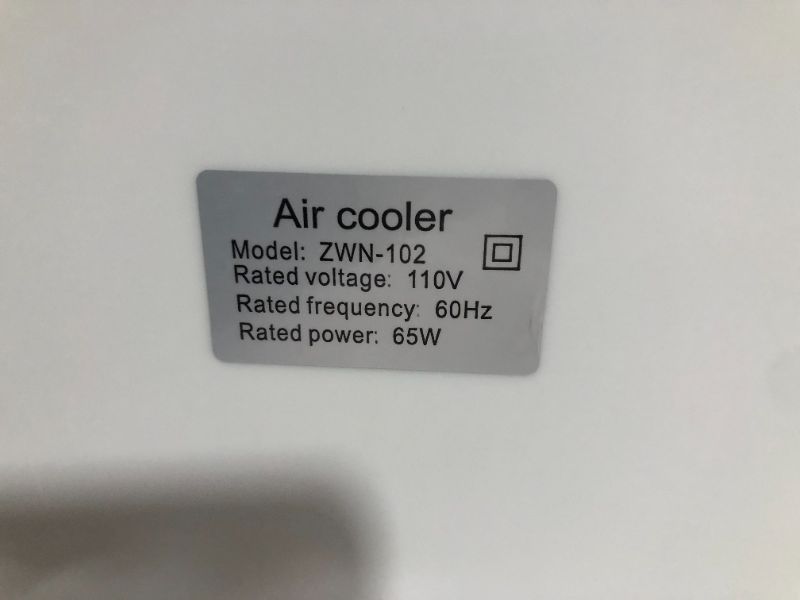 Air cooler
Model: ZWN-102
Rated voltage: 110V
Rated frequency: 60Hz
Rated power: 65W